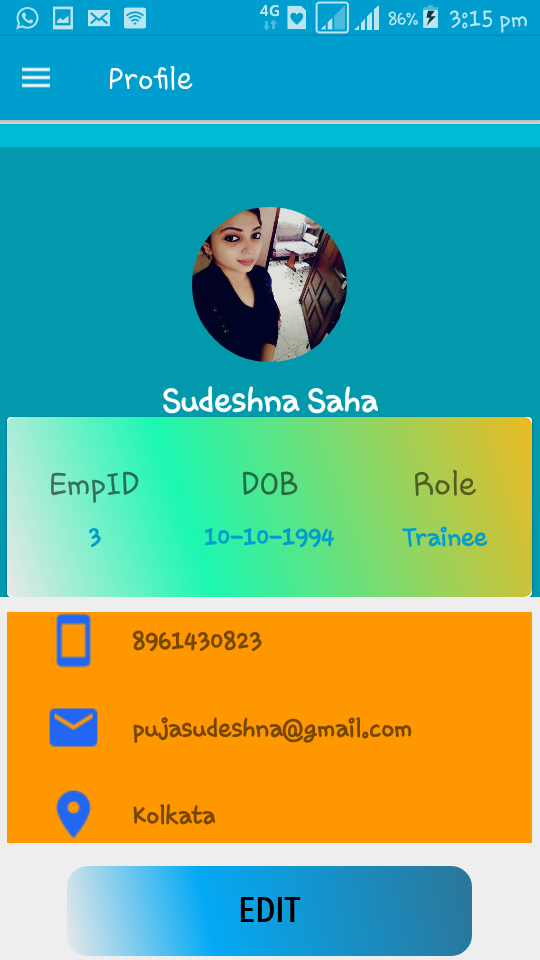 4G 86% 3:15 pm
Profile
Sudeshna Saha
EmpID DOB Role
3 10-10-1994 Trainee
8961430823
pujasudeshna@gmail.com
Kolkata
EDIT